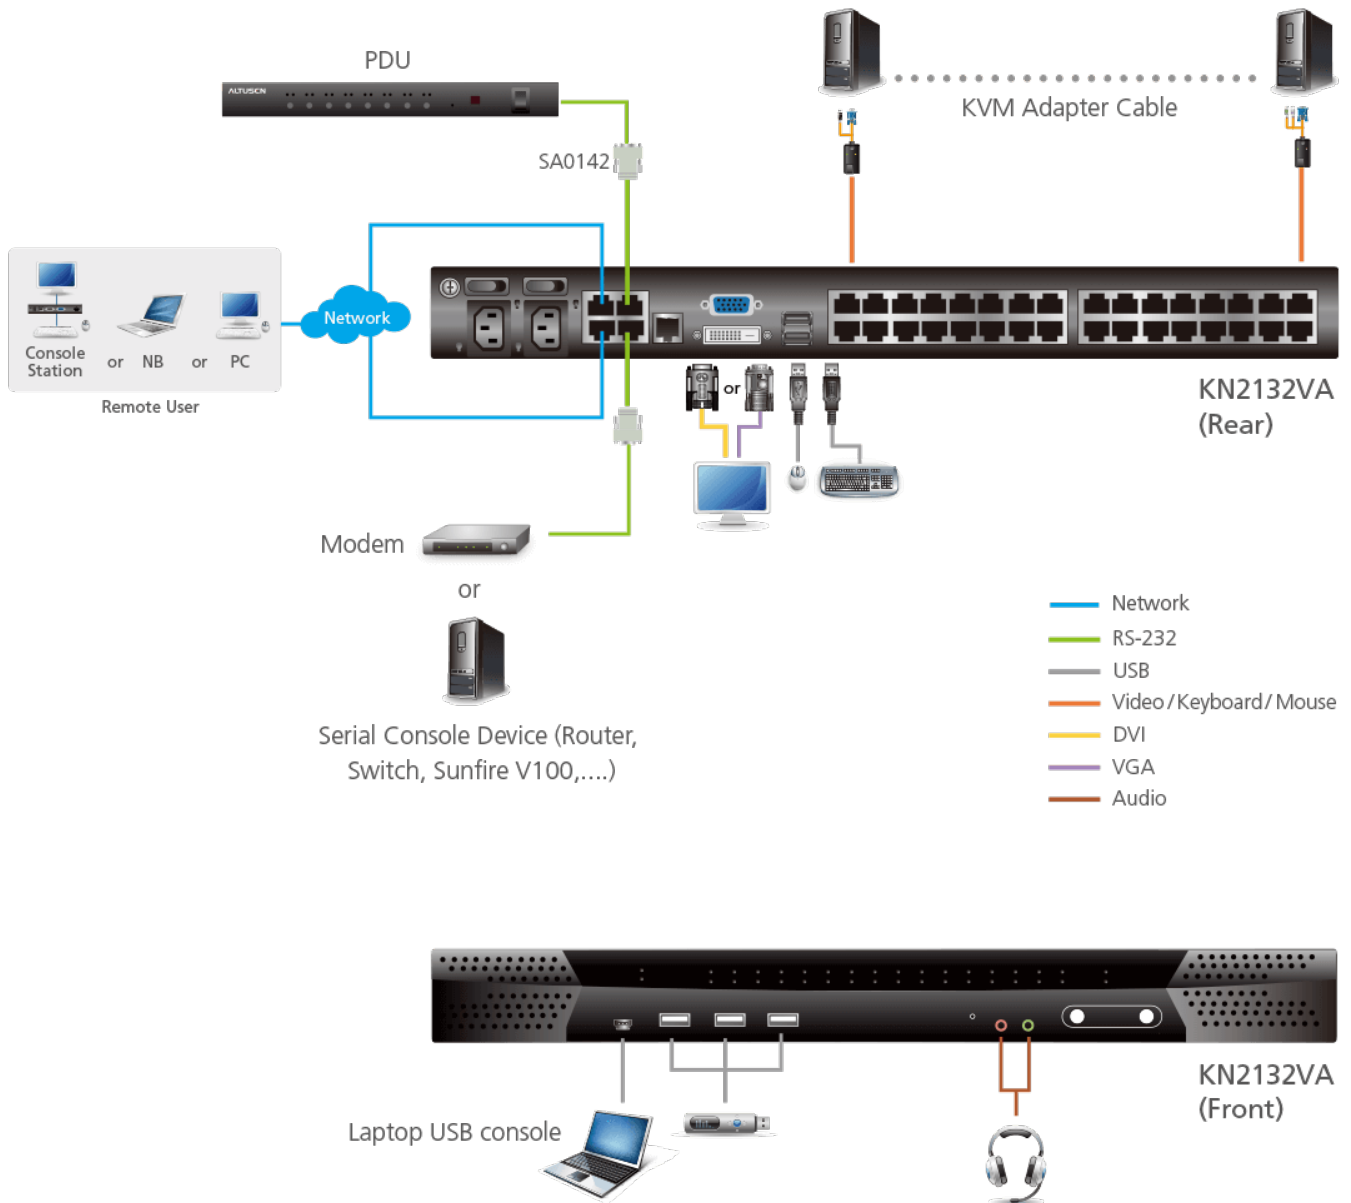 PDU
ALTUSEN
KVM Adapter Cable
SA0142
Network
Console
Station
or
NB
or
PC
Remote User
or
KN2132VA
(Rear)
Modem
or
Serial Console Device (Router,
Switch, Sunfire V100,....)
Network
RS-232
USB
Video/Keyboard/Mouse
DVI
VGA
Audio
KN2132VA
(Front)
Laptop USB console